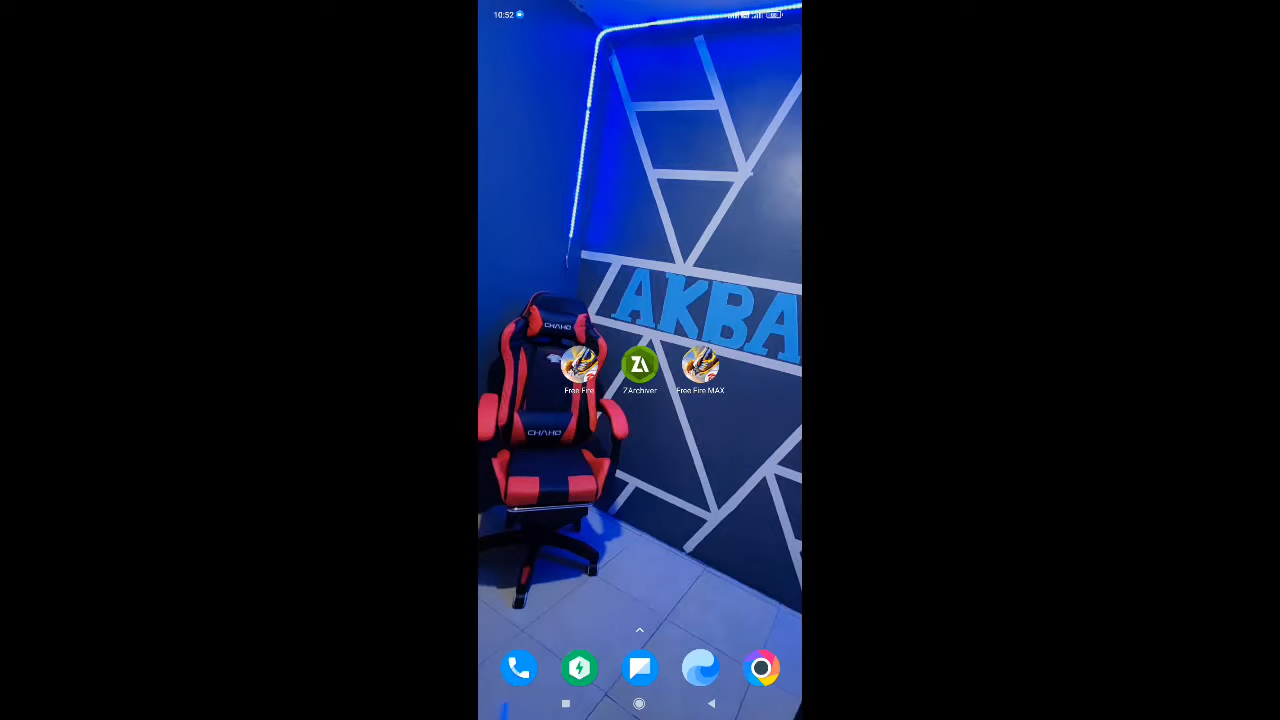 10:52
AKBA
CHAHO
Free Fire
ZArchiver
Free Fire MAX
CHAHO